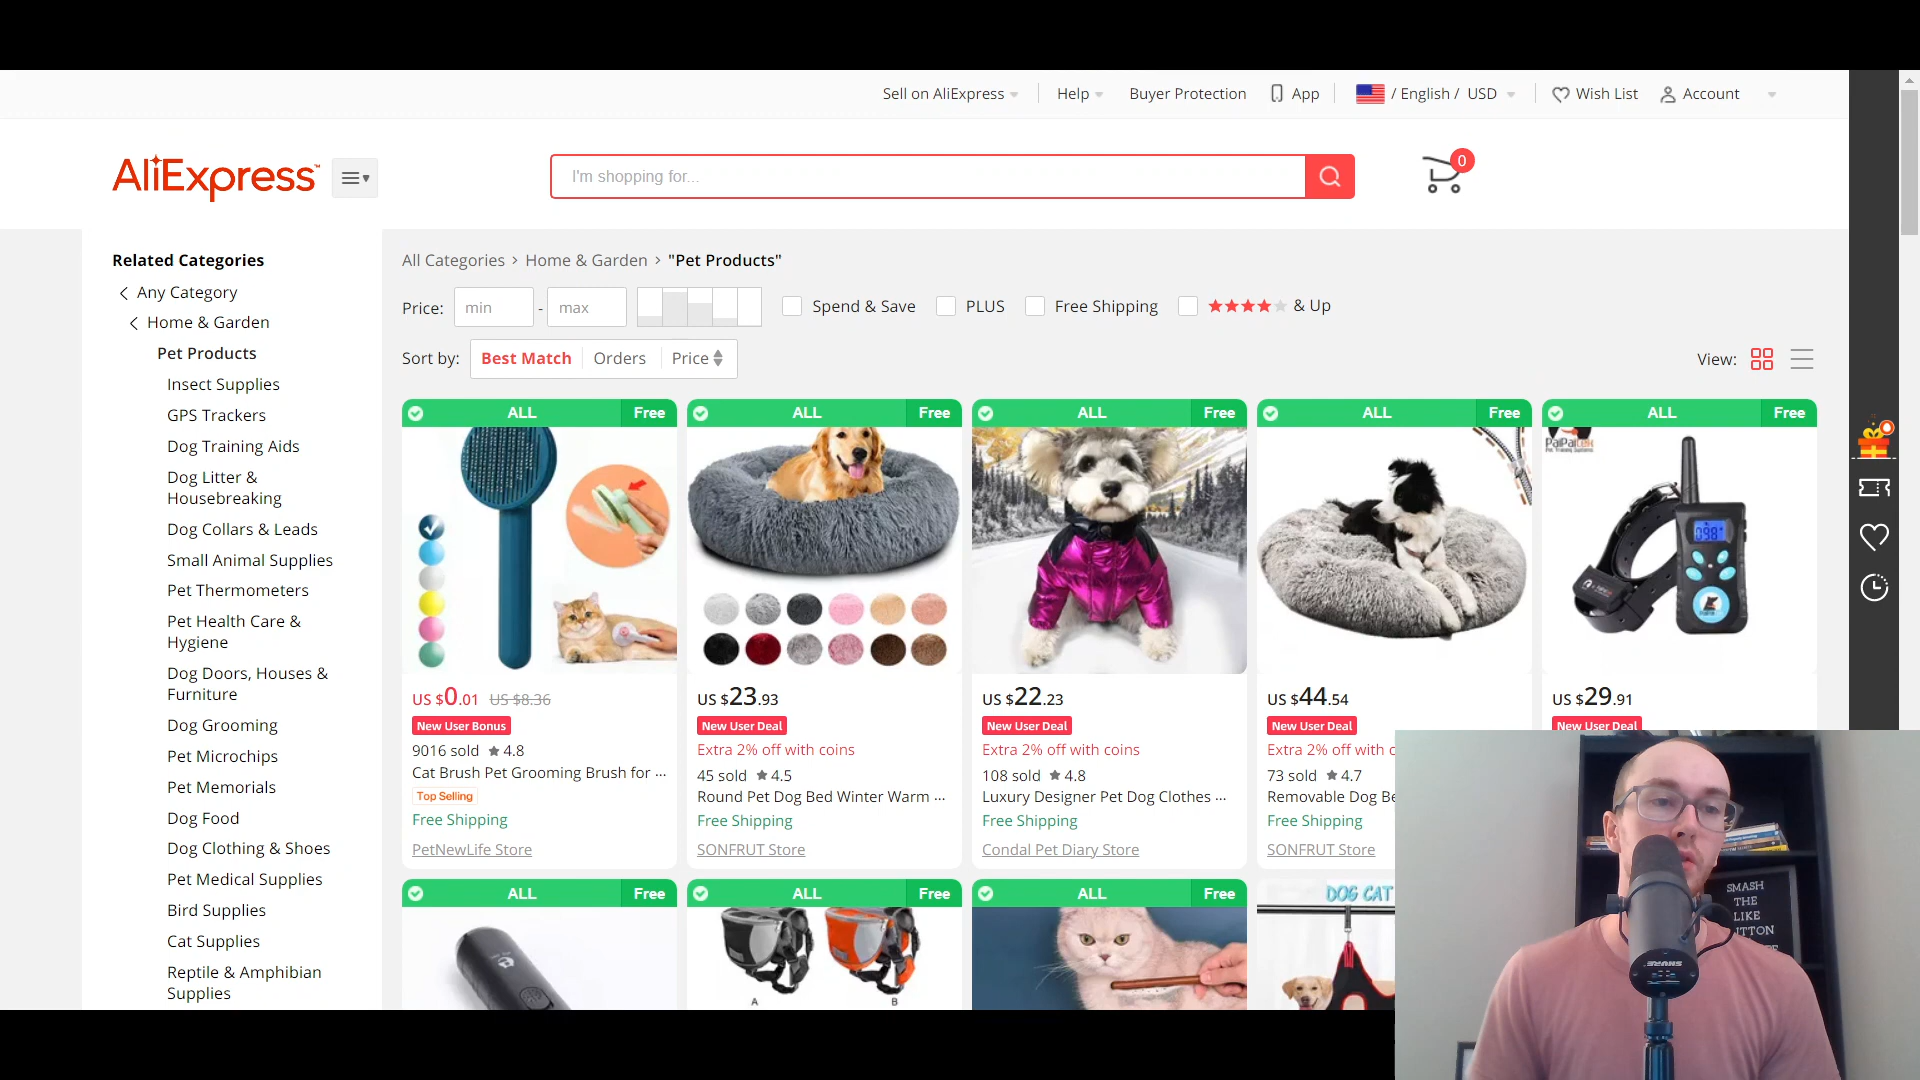 Sell on AliExpress
Help
Buyer Protection
App
/ English / USD
Wish List
Account
AliExpress™
I'm shopping for...
0
Related Categories
Any Category
Home & Garden
Pet Products
Insect Supplies
GPS Trackers
Dog Training Aids
Dog Litter &
Housebreaking
Dog Collars & Leads
Small Animal Supplies
Pet Thermometers
Pet Health Care &
Hygiene
Dog Doors, Houses &
Furniture
Dog Grooming
Pet Microchips
Pet Memorials
Dog Food
Dog Clothing & Shoes
Pet Medical Supplies
Bird Supplies
Cat Supplies
Reptile & Amphibian
Supplies
All Categories > Home & Garden > "Pet Products"
Price: min - max
Spend & Save
PLUS
Free Shipping
& Up
Sort by: Best Match Orders Price
View:
ALL Free
US $0.01 US $8.36
New User Bonus
9016 sold 4.8
Cat Brush Pet Grooming Brush for ...
Top Selling
Free Shipping
PetNewLife Store
ALL Free
US $23.93
New User Deal
Extra 2% off with coins
45 sold 4.5
Round Pet Dog Bed Winter Warm ...
Free Shipping
SONFRUT Store
ALL Free
US $22.23
New User Deal
Extra 2% off with coins
108 sold 4.8
Luxury Designer Pet Dog Clothes ...
Free Shipping
Condal Pet Diary Store
ALL Free
US $44.54
New User Deal
Extra 2% off with c
73 sold 4.7
Removable Dog Be
Free Shipping
SONFRUT Store
ALL Free
PaiPaitek
Pet Training Systems
098
US $29.91
New User Deal
ALL Free
ALL Free
A B
ALL Free
DOG CAT
SMASH
THE
LIKE
SHURE